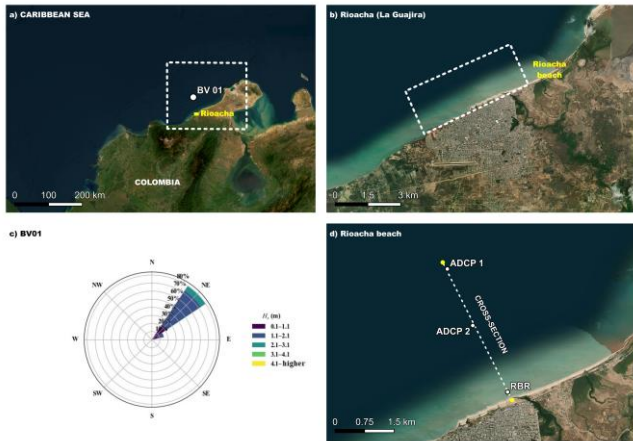 a) CARIBBEAN SEA
BV 01
Rioacha
COLOMBIA
0 100 200 km
b) Rioacha (La Guajira)
Rioacha
beach
0 1.5 3 km
c) BV01
N
NW
NE
W
E
SW
SE
S
80%
70%
60%
50%
40%
30%
Hs (m)
0.1–1.1
1.1–2.1
2.1–3.1
3.1–4.1
4.1–higher
d) Rioacha beach
ADCP 1
CROSS-SECTION
ADCP 2
RBR
0 0.75 1.5 km